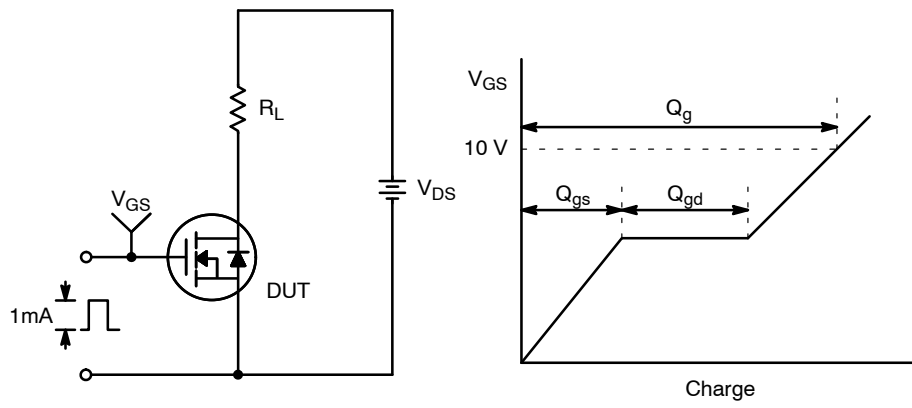 R_L
V_GS
V_DS
DUT
1mA
V_GS
Q_g
10 V
Q_gs
Q_gd
Charge